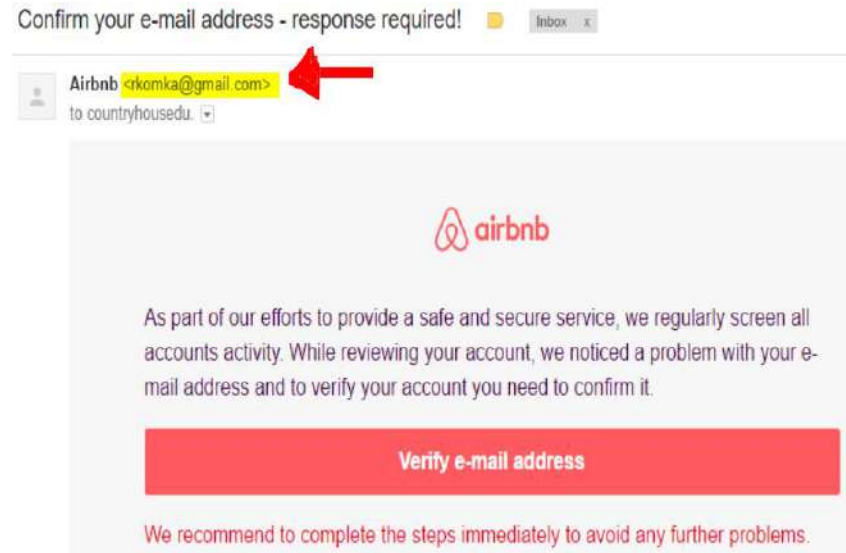 Confirm your e-mail address - response required!
Inbox x
Airbnb <rkomka@gmail.com>
to countryhousedu.
airbnb
As part of our efforts to provide a safe and secure service, we regularly screen all
accounts activity. While reviewing your account, we noticed a problem with your e-
mail address and to verify your account you need to confirm it.
Verify e-mail address
We recommend to complete the steps immediately to avoid any further problems.